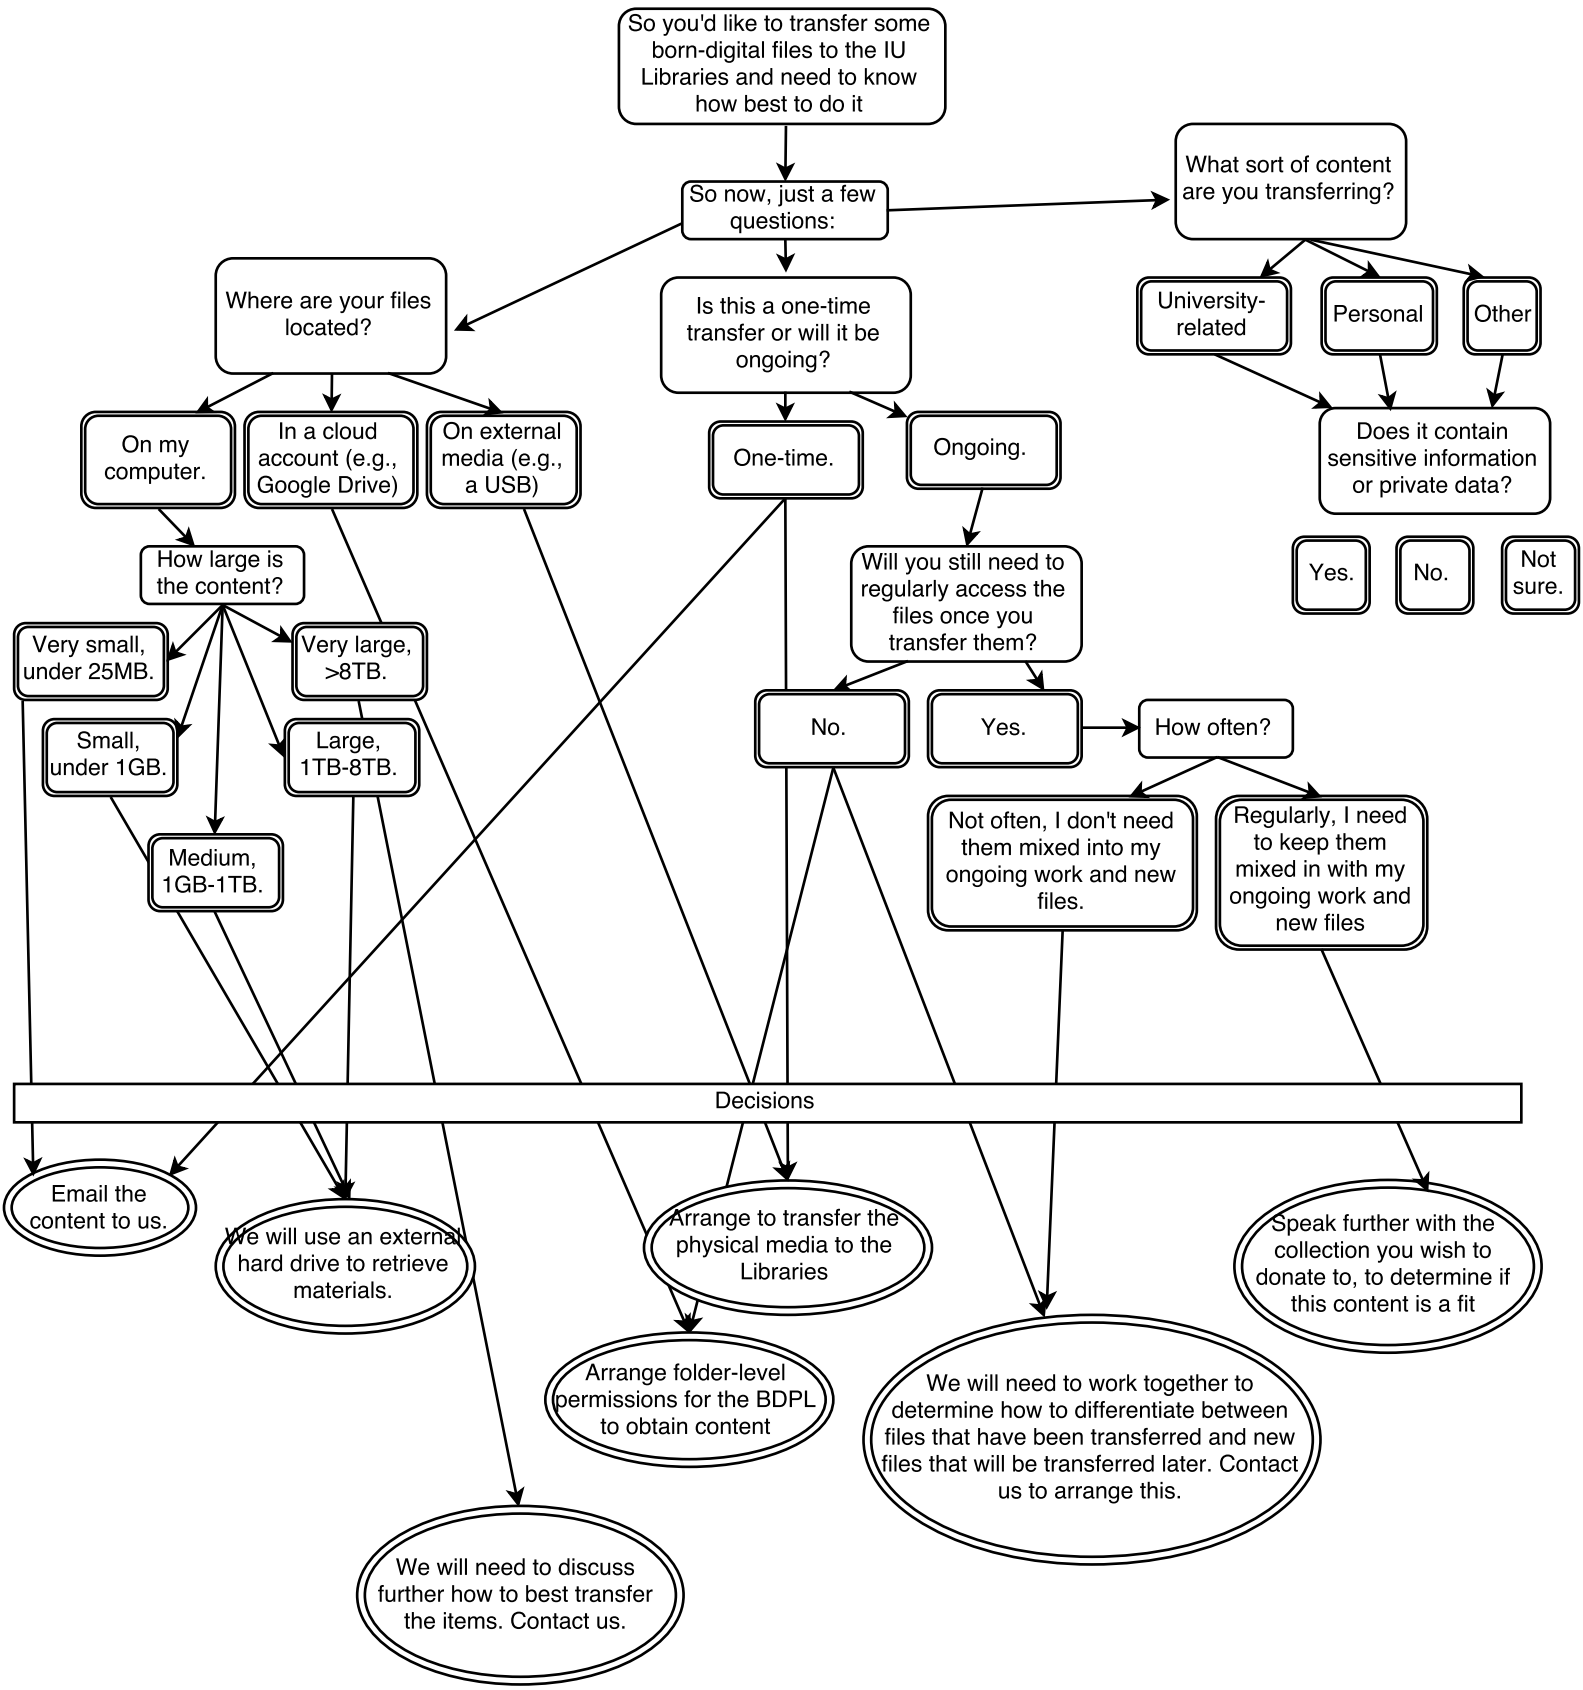 So you'd like to transfer some
born-digital files to the IU
Libraries and need to know
how best to do it
So now, just a few
questions:
What sort of content
are you transferring?
Where are your files
located?
Is this a one-time
transfer or will it be
ongoing?
University-
related
Personal
Other
On my
computer.
In a cloud
account (e.g.,
Google Drive)
On external
media (e.g.,
a USB)
One-time.
Ongoing.
Does it contain
sensitive information
or private data?
How large is
the content?
Will you still need to
regularly access the
files once you
transfer them?
Yes.
No.
Not
sure.
Very small,
under 25MB.
Very large,
>8TB.
Small,
under 1GB.
Large,
1TB-8TB.
No.
Yes.
How often?
Medium,
1GB-1TB.
Not often, I don't need
them mixed into my
ongoing work and new
files.
Regularly, I need
to keep them
mixed in with my
ongoing work and
new files
Decisions
Email the
content to us.
We will use an external
hard drive to retrieve
materials.
Arrange to transfer the
physical media to the
Libraries
Speak further with the
collection you wish to
donate to, to determine if
this content is a fit
Arrange folder-level
permissions for the BDPL
to obtain content
We will need to work together to
determine how to differentiate between
files that have been transferred and new
files that will be transferred later. Contact
us to arrange this.
We will need to discuss
further how to best transfer
the items. Contact us.